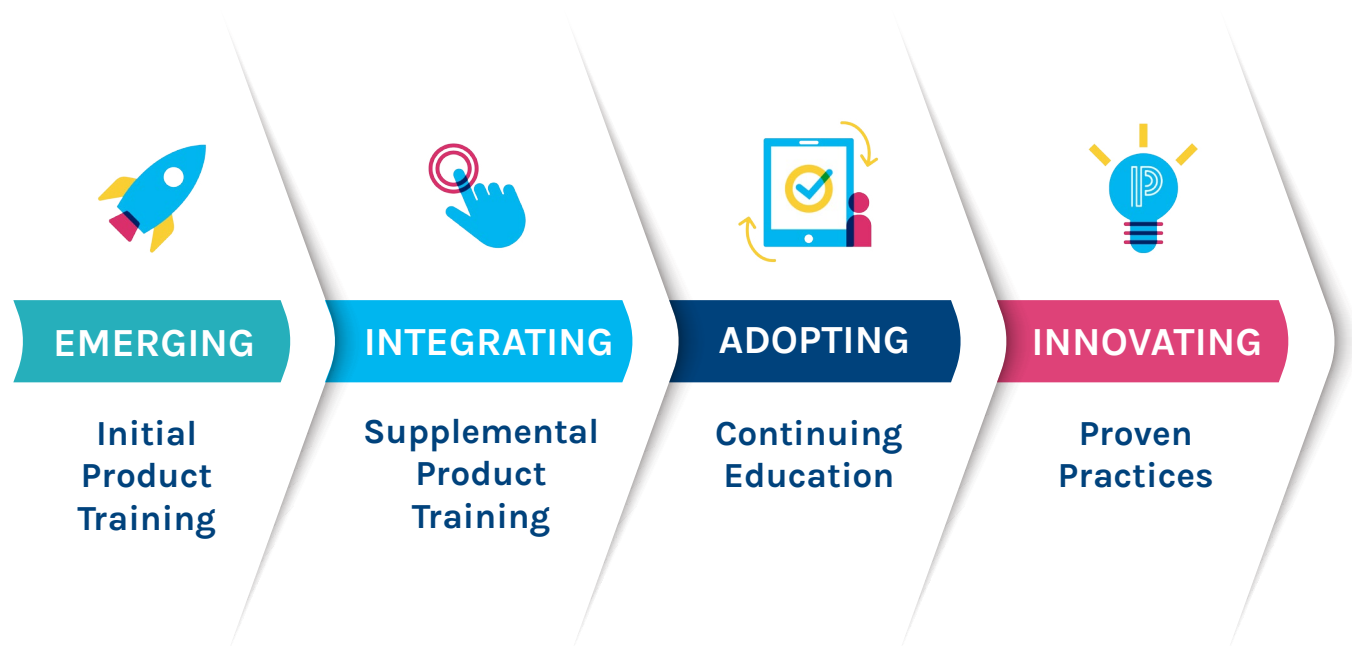 EMERGING
Initial
Product
Training
INTEGRATING
Supplemental
Product
Training
ADOPTING
Continuing
Education
INNOVATING
Proven
Practices